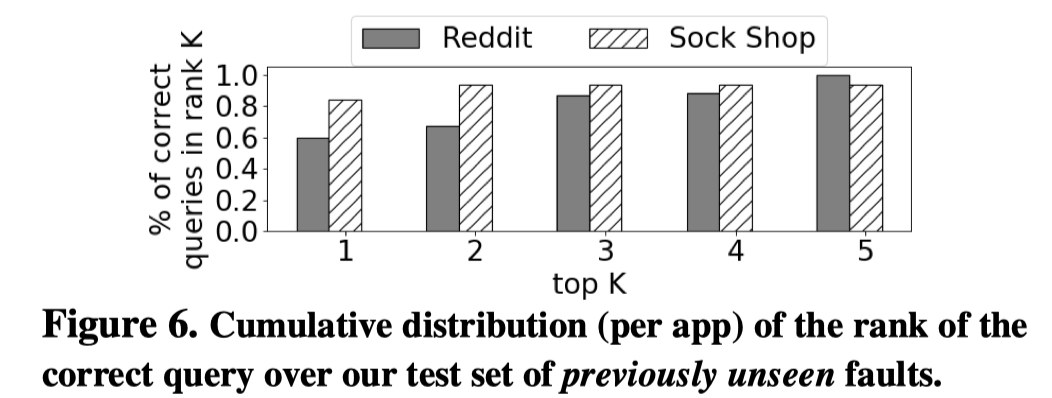 Reddit Sock Shop
% of correct
queries in rank K
1.0
0.8
0.6
0.4
0.2
0.0
1 2 3 4 5
top K
Figure 6. Cumulative distribution (per app) of the rank of the
correct query over our test set of previously unseen faults.